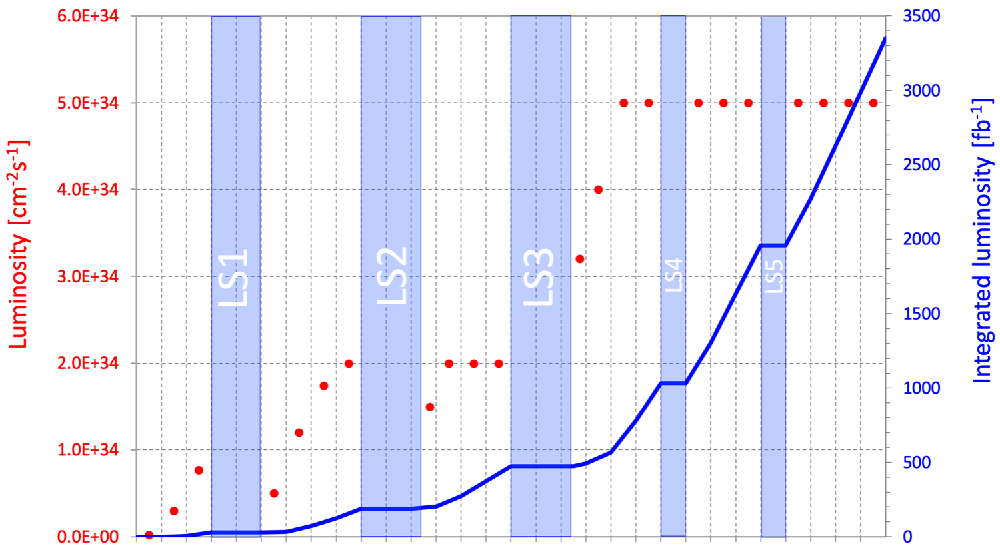 6.0E+34
5.0E+34
4.0E+34
3.0E+34
2.0E+34
1.0E+34
0.0E+00
Luminosity [cm⁻²s⁻¹]
LS1
LS2
LS3
LS4
LS5
3500
3000
2500
2000
1500
1000
500
0
Integrated luminosity [fb⁻¹]